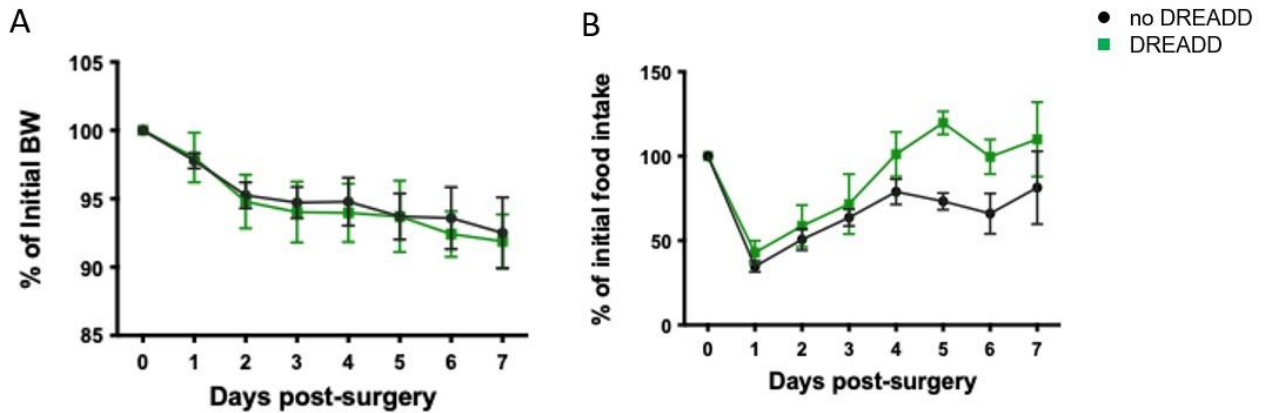 A
% of Initial BW
105
100
95
90
85
0 1 2 3 4 5 6 7
Days post-surgery
B
% of initial food intake
150
100
50
0
0 1 2 3 4 5 6 7
Days post-surgery
no DREADD
DREADD